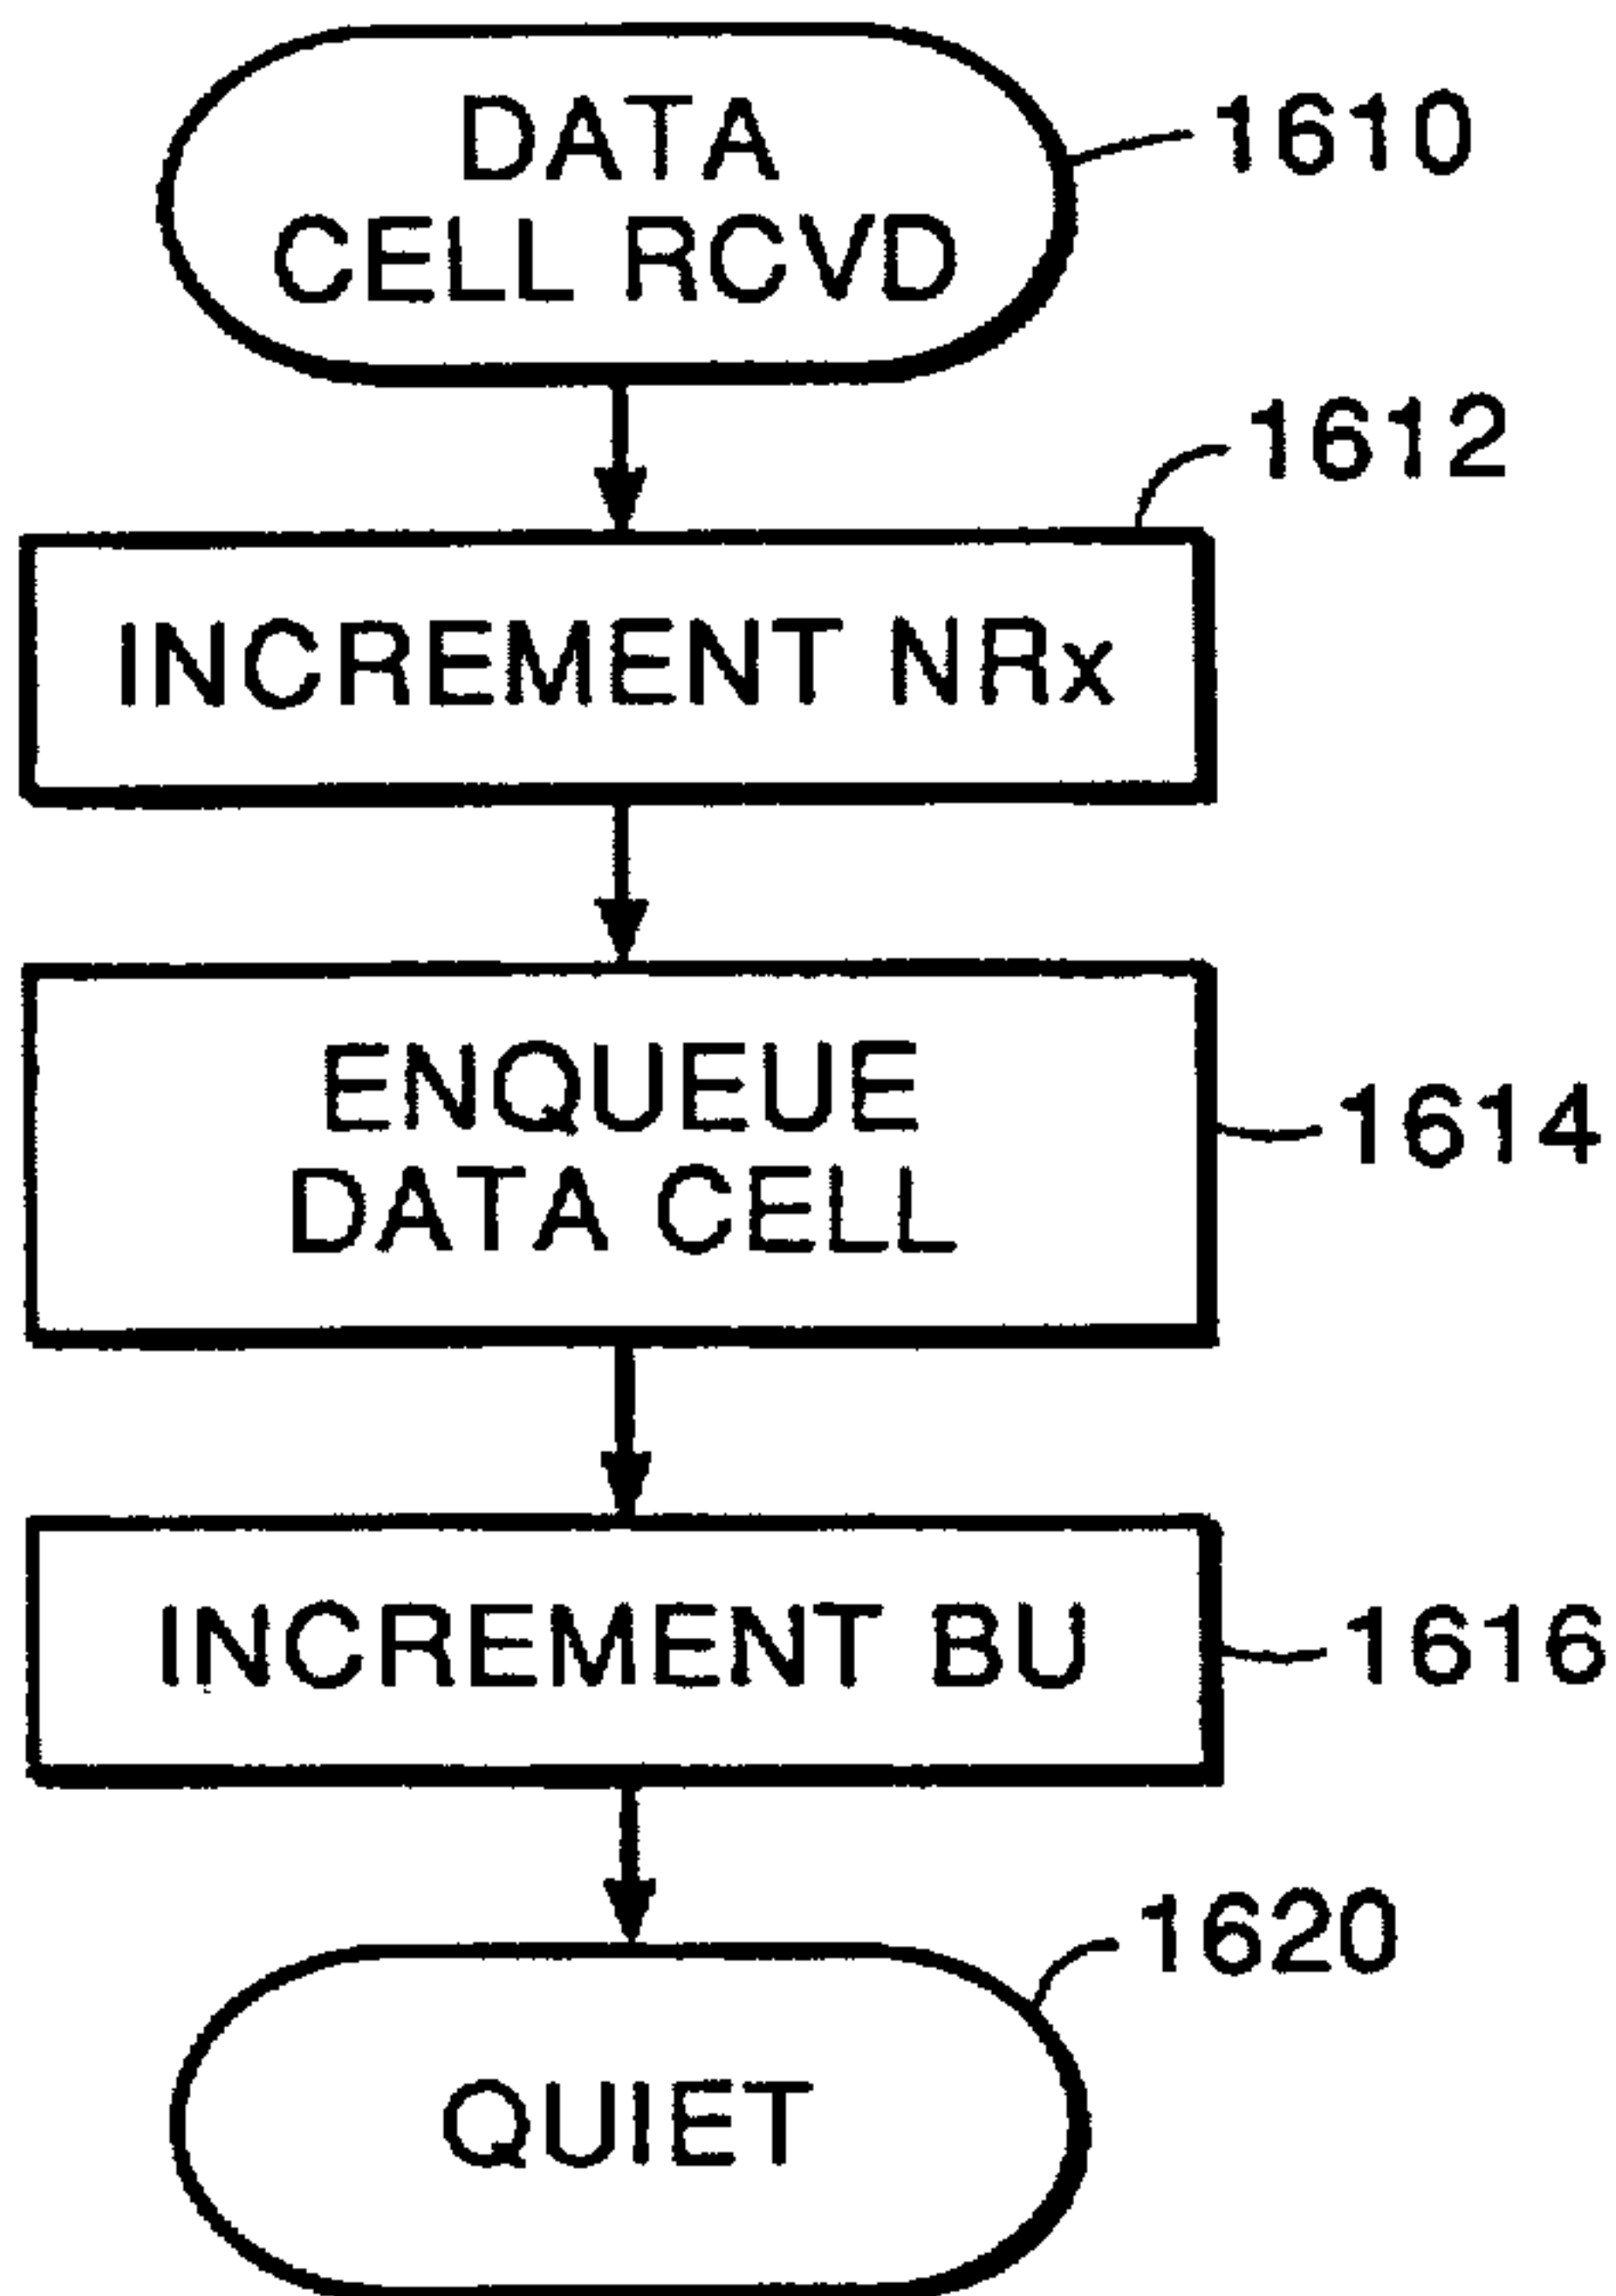 DATA
CELL RCVD
1610
1612
INCREMENT NRx
ENQUEUE
DATA CELL
1614
INCREMENT BU
1616
1620
QUIET